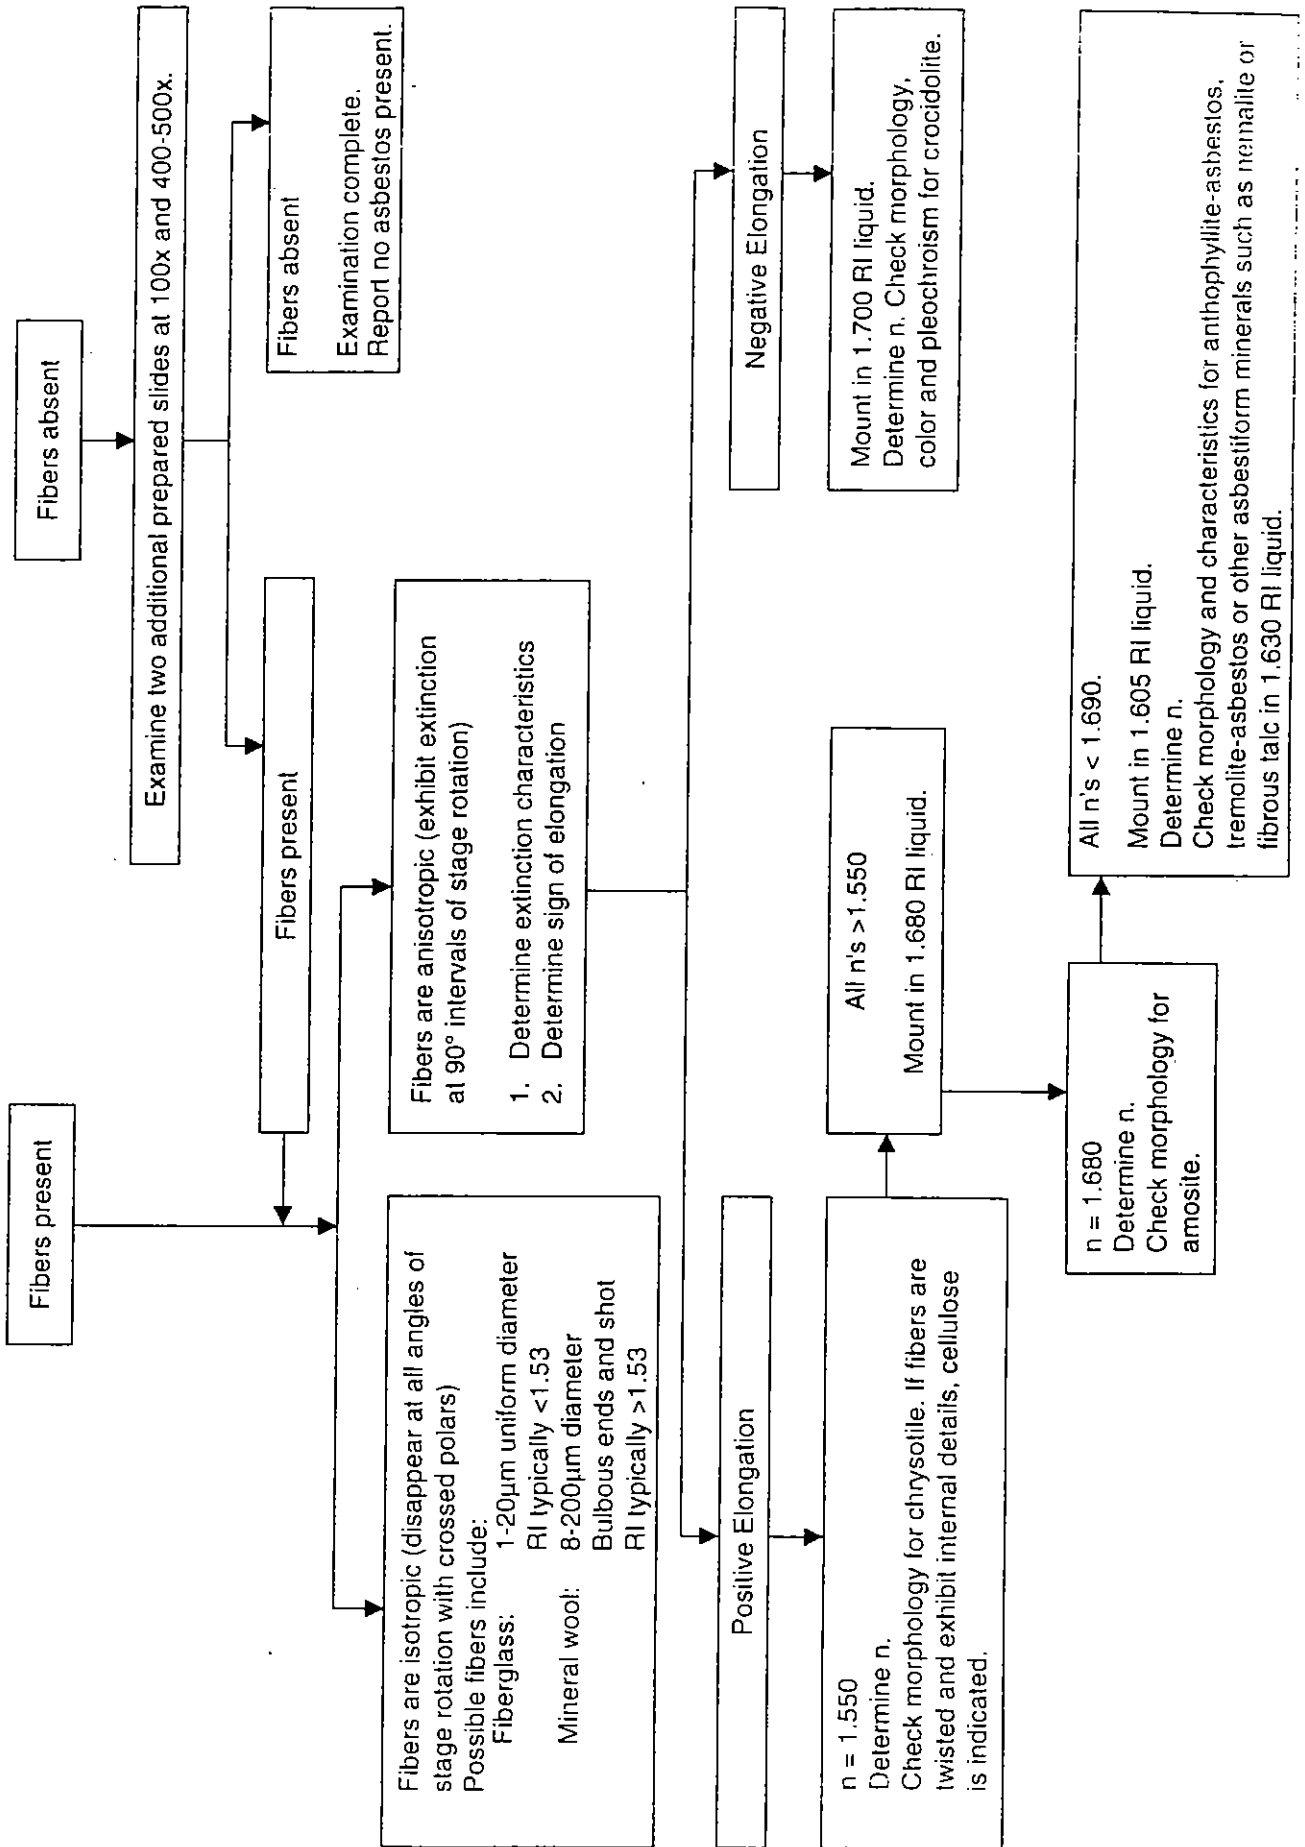 Fibers present
Fibers absent
Examine two additional prepared slides at 100x and 400-500x.
Fibers present
Fibers absent
Examination complete.
Report no asbestos present.
Fibers are isotropic (disappear at all angles of
stage rotation with crossed polars)
Possible fibers include:
Fiberglass: 1-20µm uniform diameter
RI typically <1.53
Mineral wool: 8-200µm diameter
Bulbous ends and shot
RI typically >1.53
Fibers are anisotropic (exhibit extinction
at 90° intervals of stage rotation)
1. Determine extinction characteristics
2. Determine sign of elongation
Positive Elongation
Negative Elongation
n = 1.550
Determine n.
Check morphology for chrysotile. If fibers are
twisted and exhibit internal details, cellulose
is indicated.
All n's >1.550
Mount in 1.680 RI liquid.
Mount in 1.700 RI liquid.
Determine n. Check morphology,
color and pleochroism for crocidolite.
n = 1.680
Determine n.
Check morphology for
amosite.
All n's < 1.690.
Mount in 1.605 RI liquid.
Determine n.
Check morphology and characteristics for anthophyllite-asbestos,
tremolite-asbestos or other asbestiform minerals such as nemalite or
fibrous talc in 1.630 RI liquid.